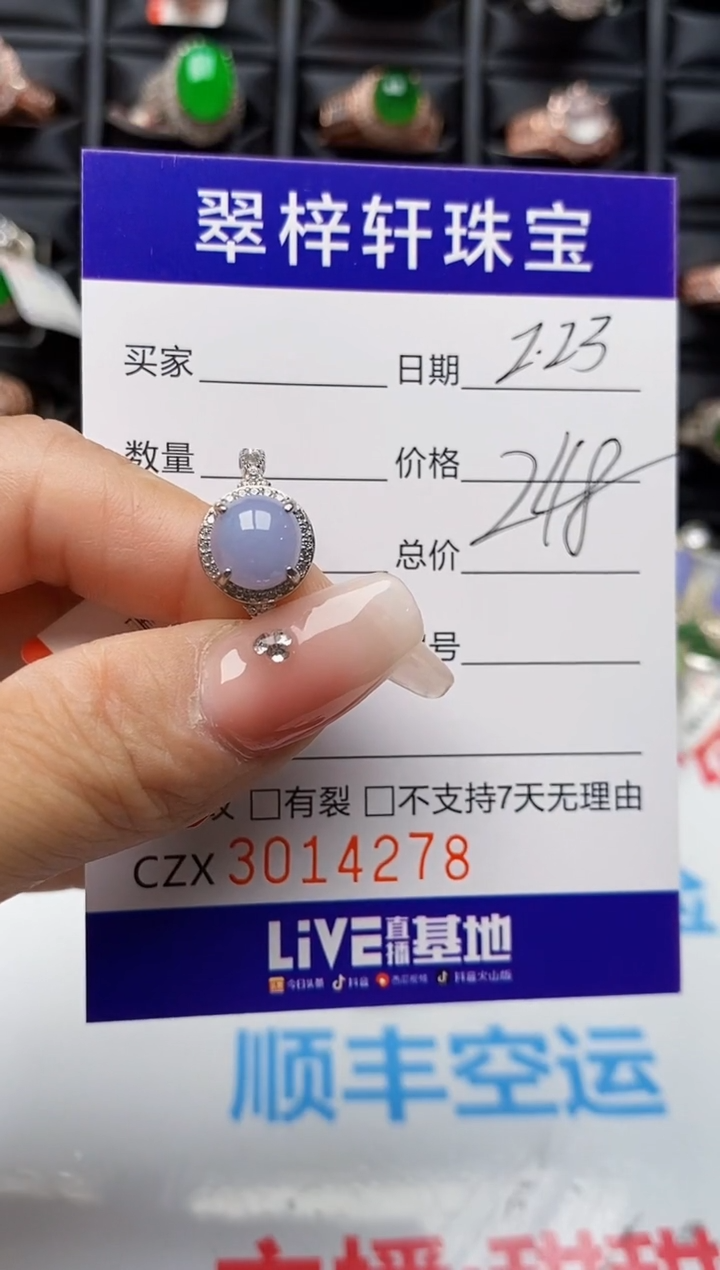 翠梓轩珠宝
买家 日期 2.23
数量 价格 248
总价
号
□有裂 □不支持7天无理由
CZX 3014278
LiVE直播基地
今日头条 抖音 西瓜视频 抖音火山版
顺丰空运